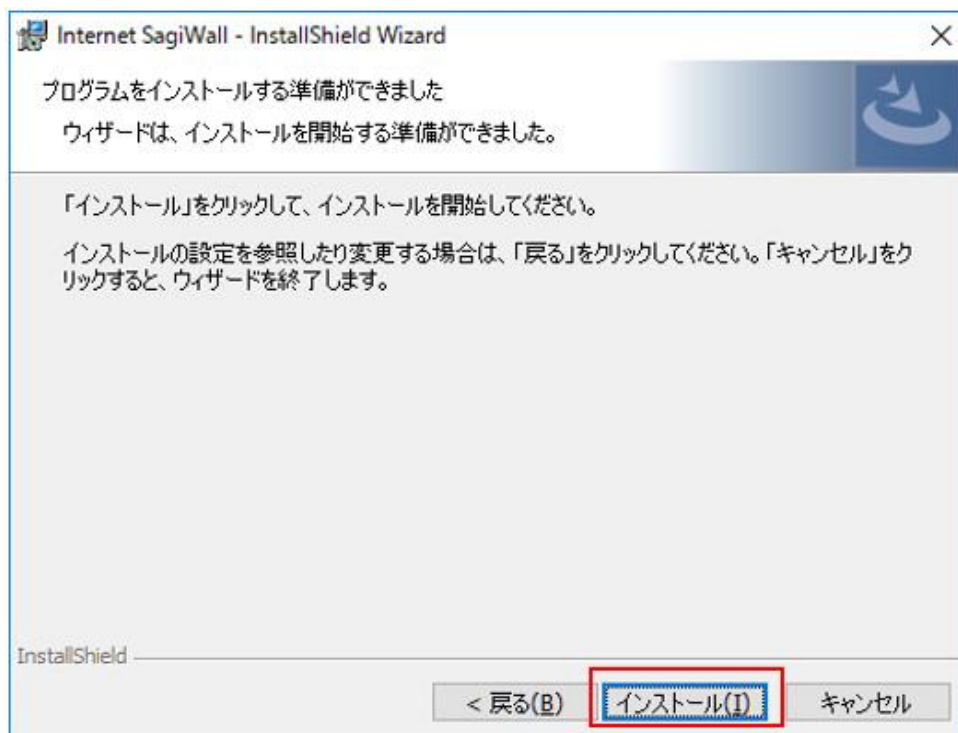 Internet SagiWall - InstallShield Wizard
プログラムをインストールする準備ができました
ウィザードは、インストールを開始する準備ができました。
「インストール」をクリックして、インストールを開始してください。
インストールの設定を参照したり変更する場合は、「戻る」をクリックしてください。「キャンセル」をク
リックすると、ウィザードを終了します。
InstallShield
< 戻る(B) インストール(I) キャンセル